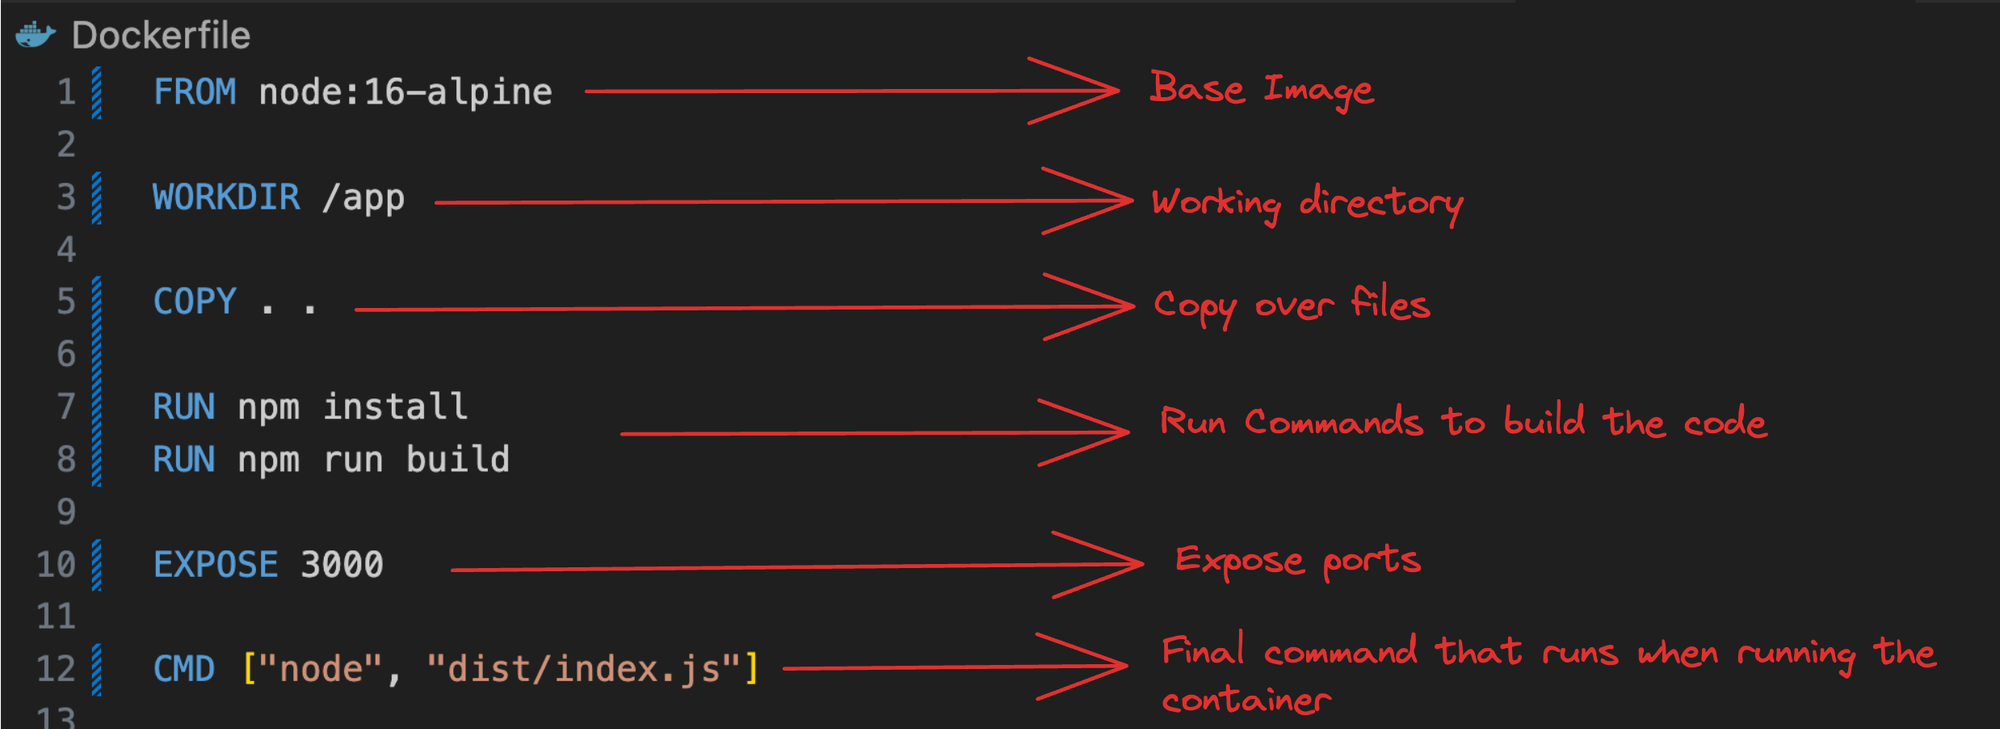 Dockerfile
1 FROM node:16-alpine Base Image
2
3 WORKDIR /app Working directory
4
5 COPY . . Copy over files
6
7 RUN npm install
Run Commands to build the code
8 RUN npm run build
9
10 EXPOSE 3000 Expose ports
11
12 CMD ["node", "dist/index.js"] Final command that runs when running the
container
13